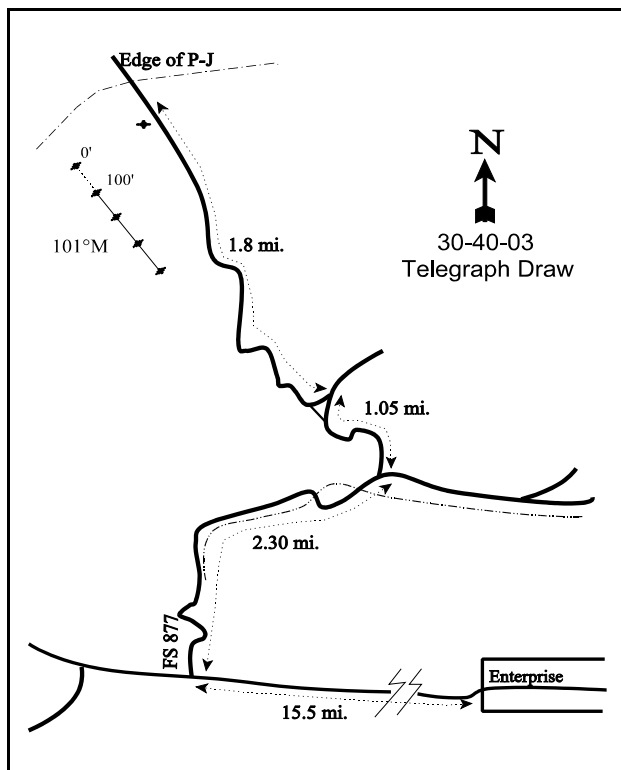 Edge of P-J
0'
100'
101°M
N
30-40-03
Telegraph Draw
1.8 mi.
1.05 mi.
2.30 mi.
FS 877
Enterprise
15.5 mi.